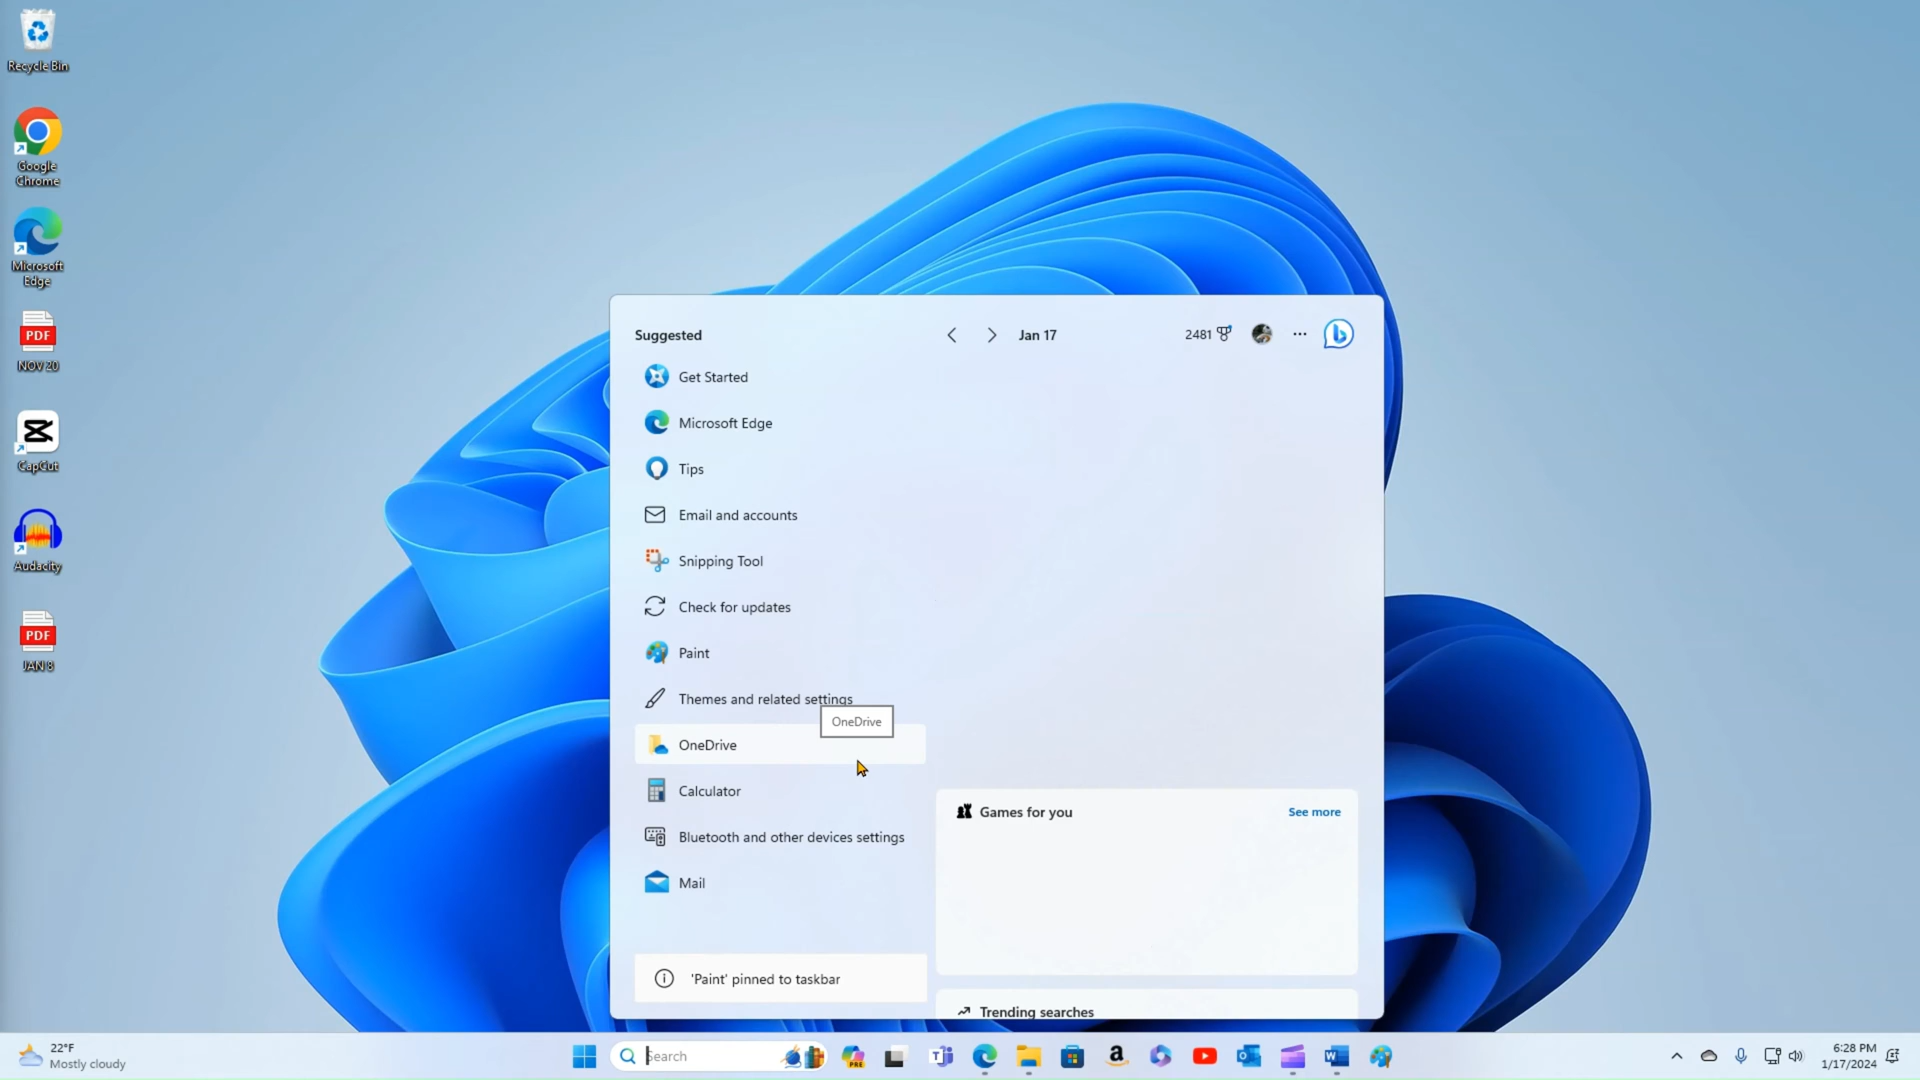 Recycle Bin
Google
Chrome
Microsoft
Edge
PDF
NOV 20
CapCut
Audacity
PDF
JAN 8
Suggested
Jan 17
2481
Get Started
Microsoft Edge
Tips
Email and accounts
Snipping Tool
Check for updates
Paint
Themes and related settings
OneDrive
OneDrive
Calculator
Bluetooth and other devices settings
Mail
'Paint' pinned to taskbar
Games for you
See more
Trending searches
22°F
Mostly cloudy
Search
PRE
6:28 PM
1/17/2024